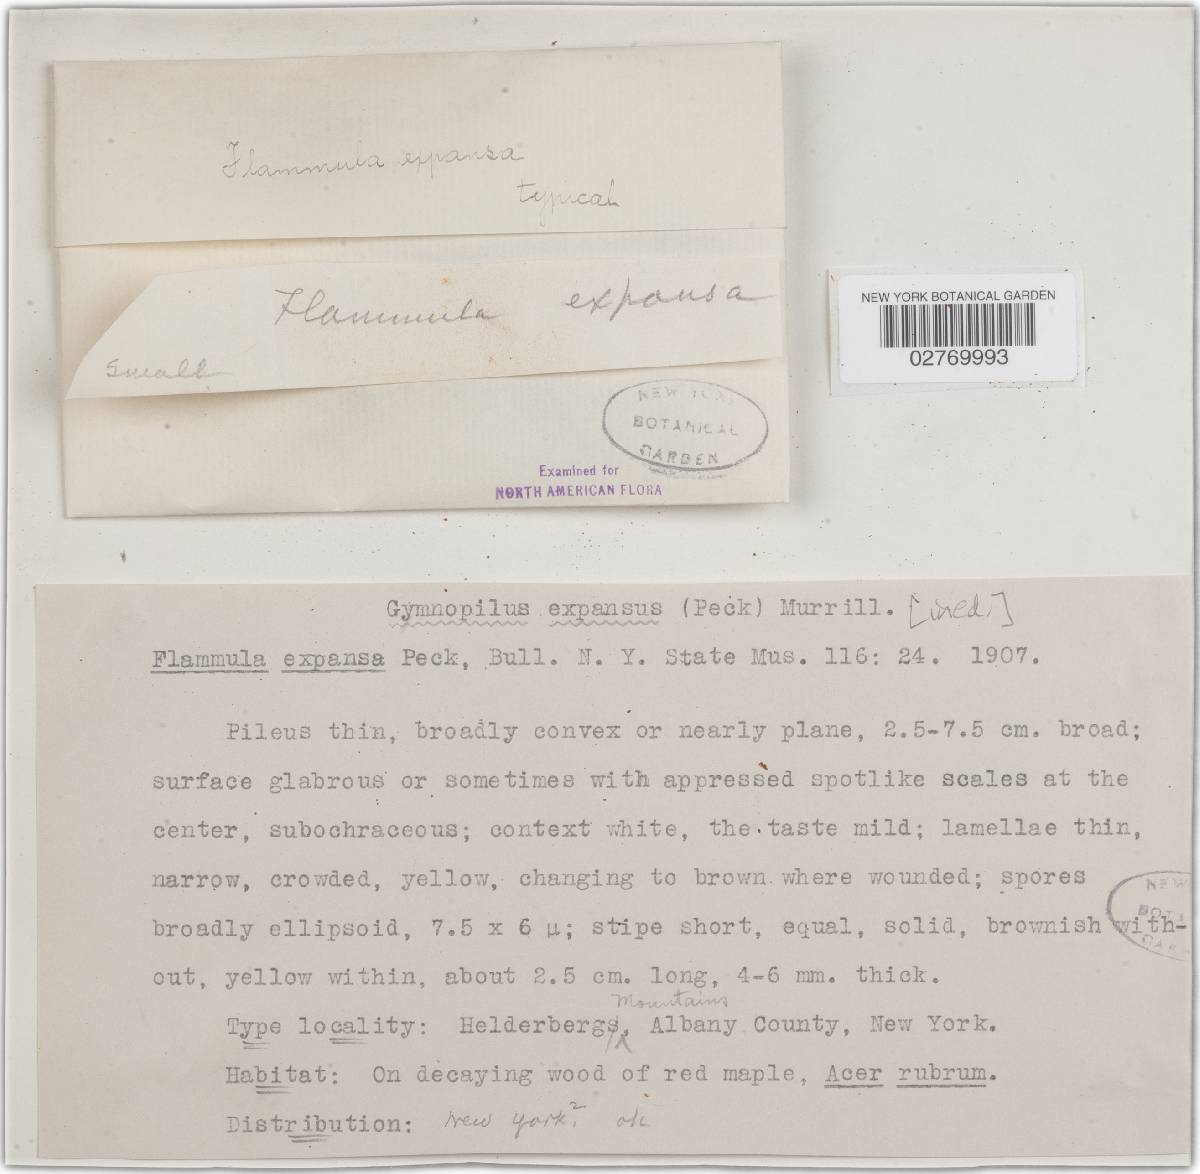 Flammula expansa
typical
Flammula expansa
small
NEW YORK
BOTANICAL
GARDEN
Examined for
NORTH AMERICAN FLORA
NEW YORK BOTANICAL GARDEN
02769993
Gymnopilus expansus (Peck) Murrill. [ined.]
Flammula expansa Peck, Bull. N. Y. State Mus. 116: 24. 1907.
Pileus thin, broadly convex or nearly plane, 2.5-7.5 cm. broad;
surface glabrous or sometimes with appressed spotlike scales at the
center, subochraceous; context white, the taste mild; lamellae thin,
narrow, crowded, yellow, changing to brown where wounded; spores
broadly ellipsoid, 7.5 x 6 µ; stipe short, equal, solid, brownish with-
out, yellow within, about 2.5 cm. long, 4-6 mm. thick.
Mountains
Type locality: Helderbergs, Albany County, New York.
Habitat: On decaying wood of red maple, Acer rubrum.
Distribution: New York? ok
NEW
BOTA
GAR